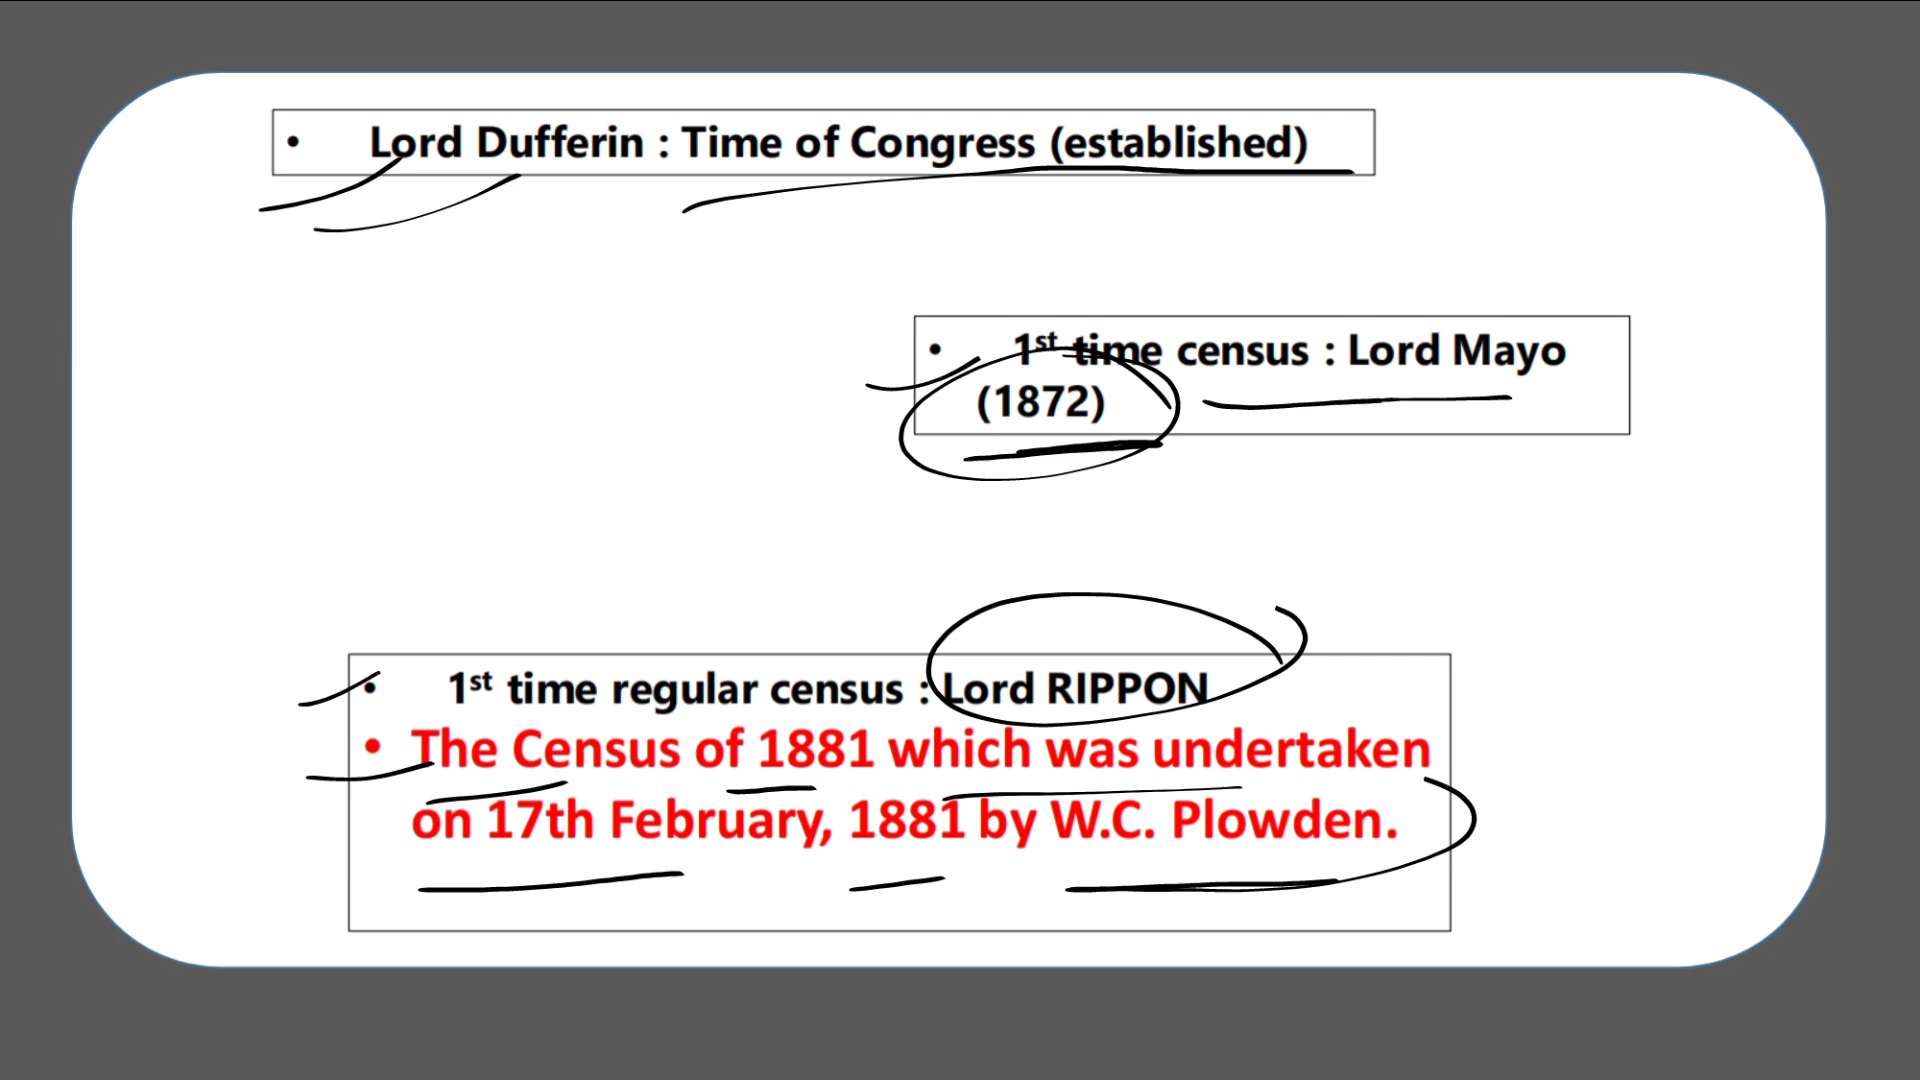 • Lord Dufferin : Time of Congress (established)
• 1st time census : Lord Mayo
(1872)
• 1st time regular census : Lord RIPPON
• The Census of 1881 which was undertaken
on 17th February, 1881 by W.C. Plowden.